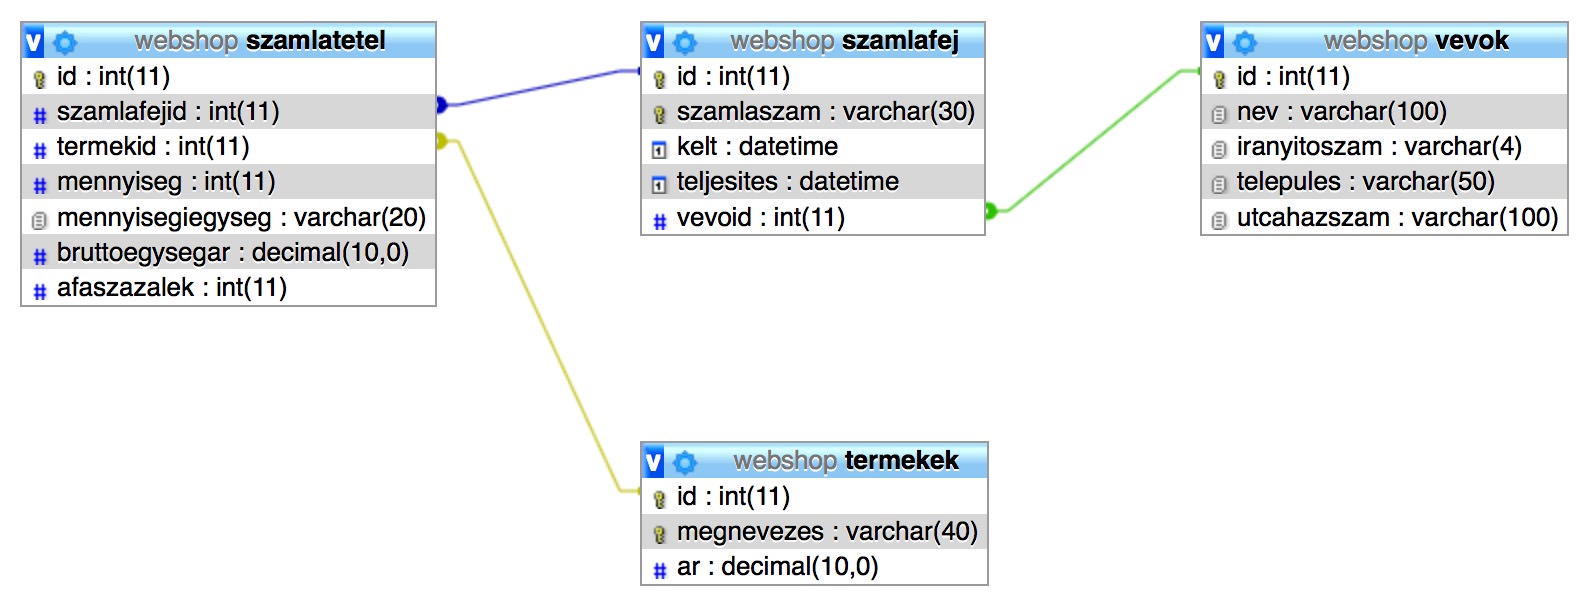 webshop szamlatetel
id : int(11)
szamlafejid : int(11)
termekid : int(11)
mennyiseg : int(11)
mennyisegiegyseg : varchar(20)
bruttoegysegar : decimal(10,0)
afaszazalek : int(11)
webshop szamlafej
id : int(11)
szamlaszam : varchar(30)
kelt : datetime
teljesites : datetime
vevoid : int(11)
webshop vevok
id : int(11)
nev : varchar(100)
iranyitoszam : varchar(4)
telepules : varchar(50)
utcahazszam : varchar(100)
webshop termekek
id : int(11)
megnevezes : varchar(40)
ar : decimal(10,0)